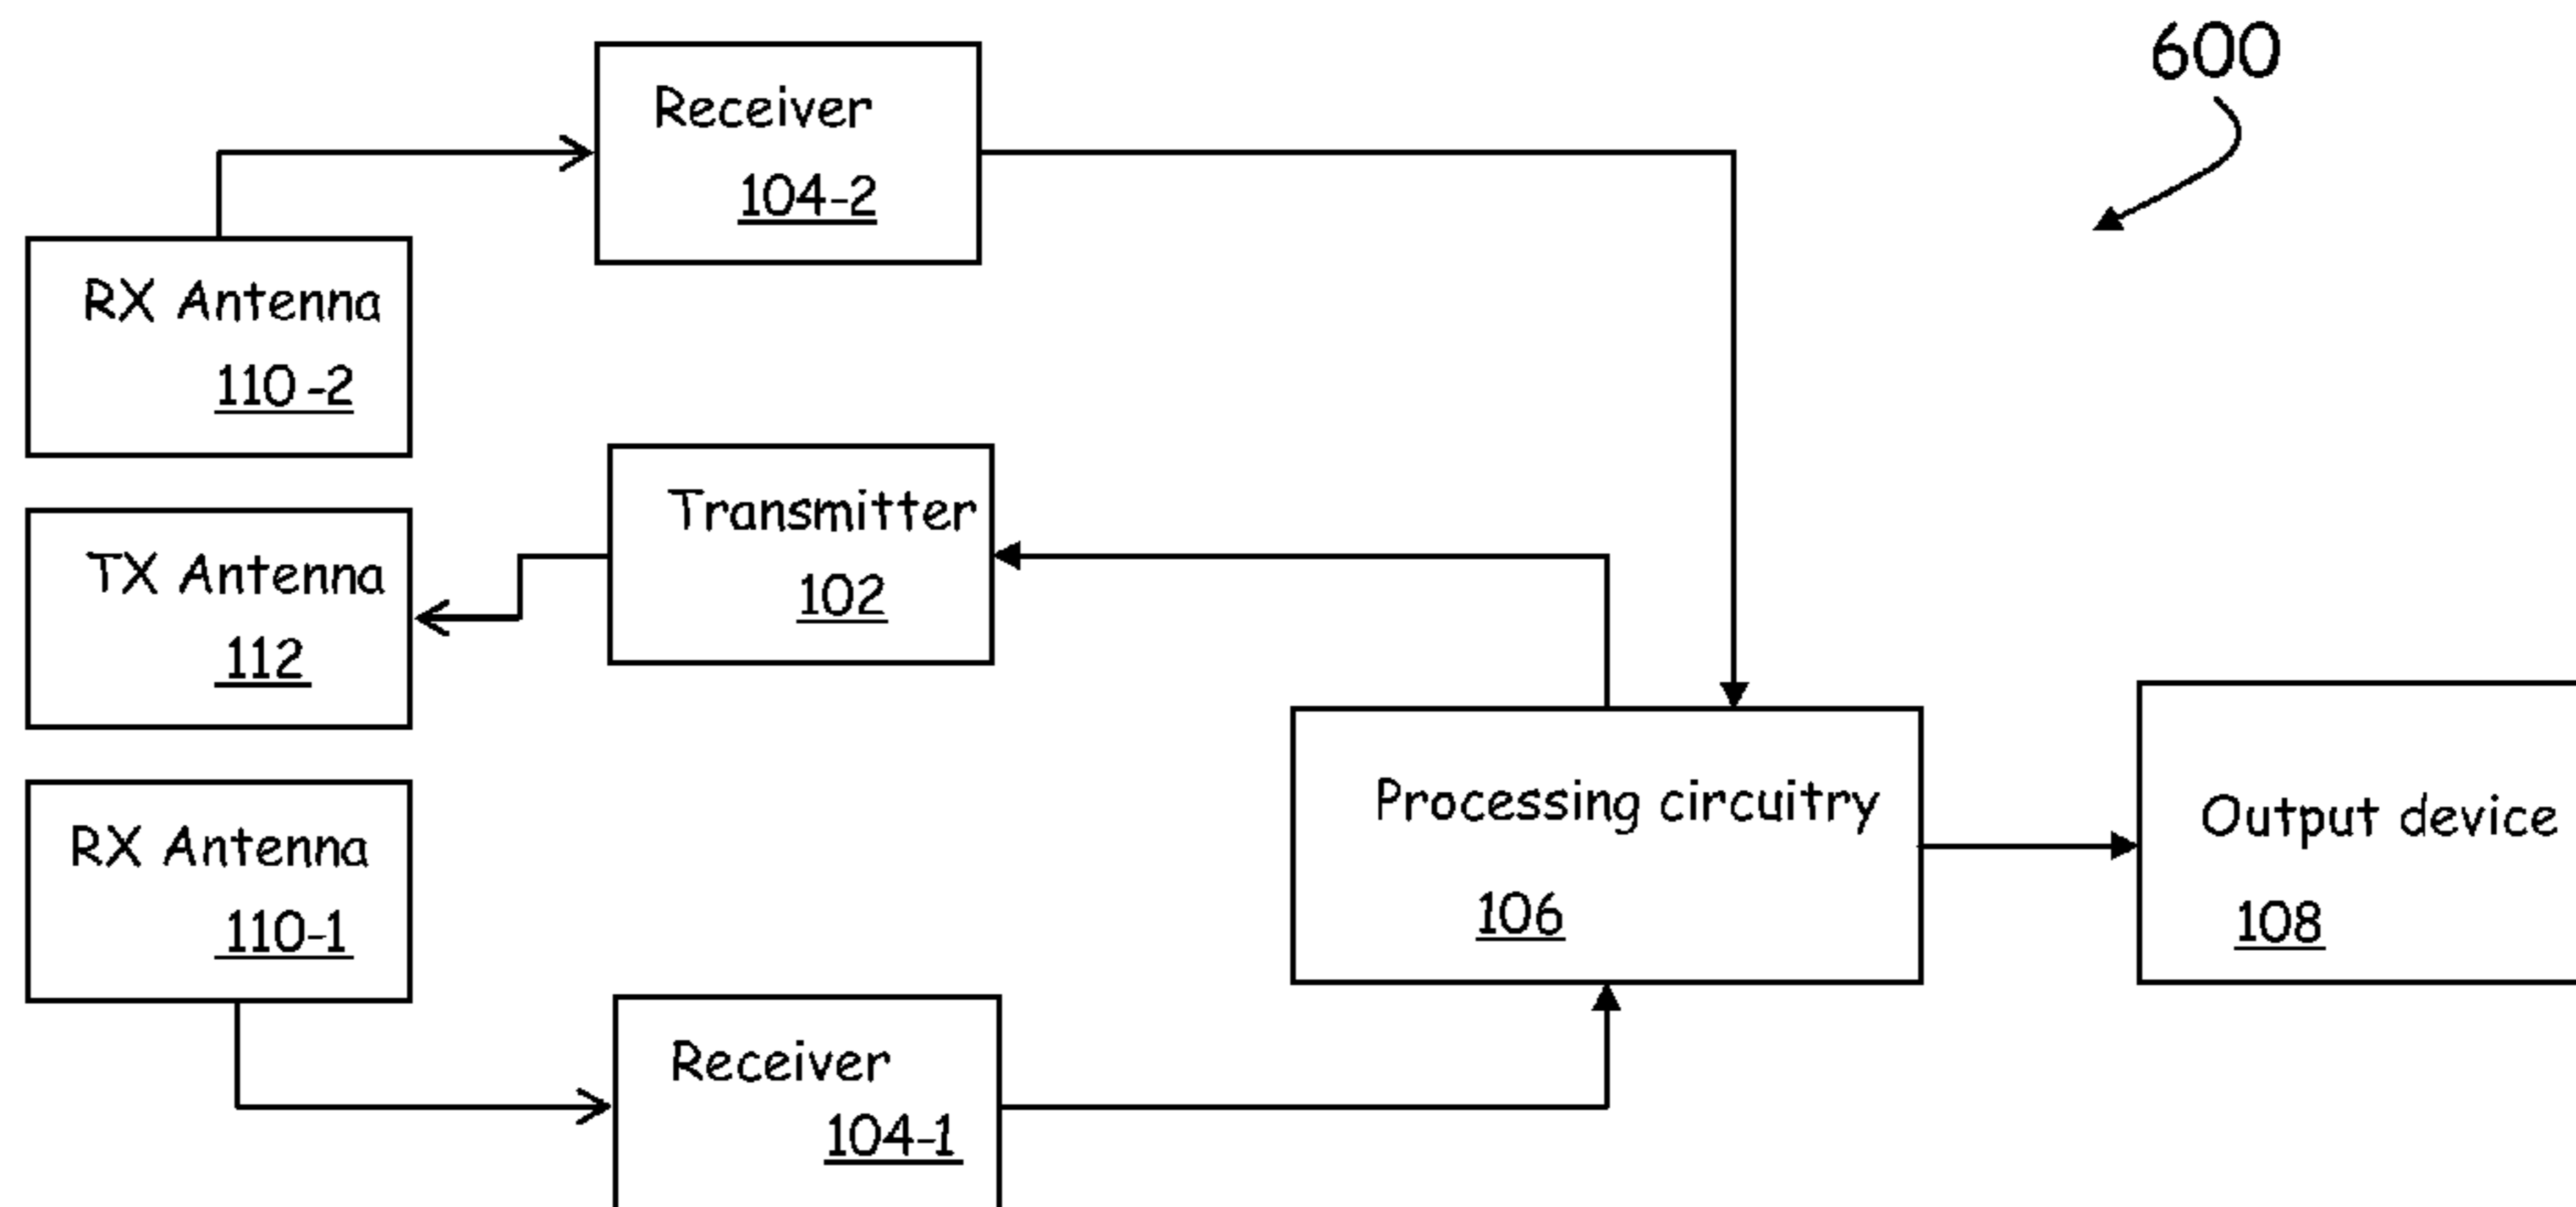 600
Receiver
104-2
RX Antenna
110-2
Transmitter
102
TX Antenna
112
Processing circuitry
106
Output device
108
RX Antenna
110-1
Receiver
104-1